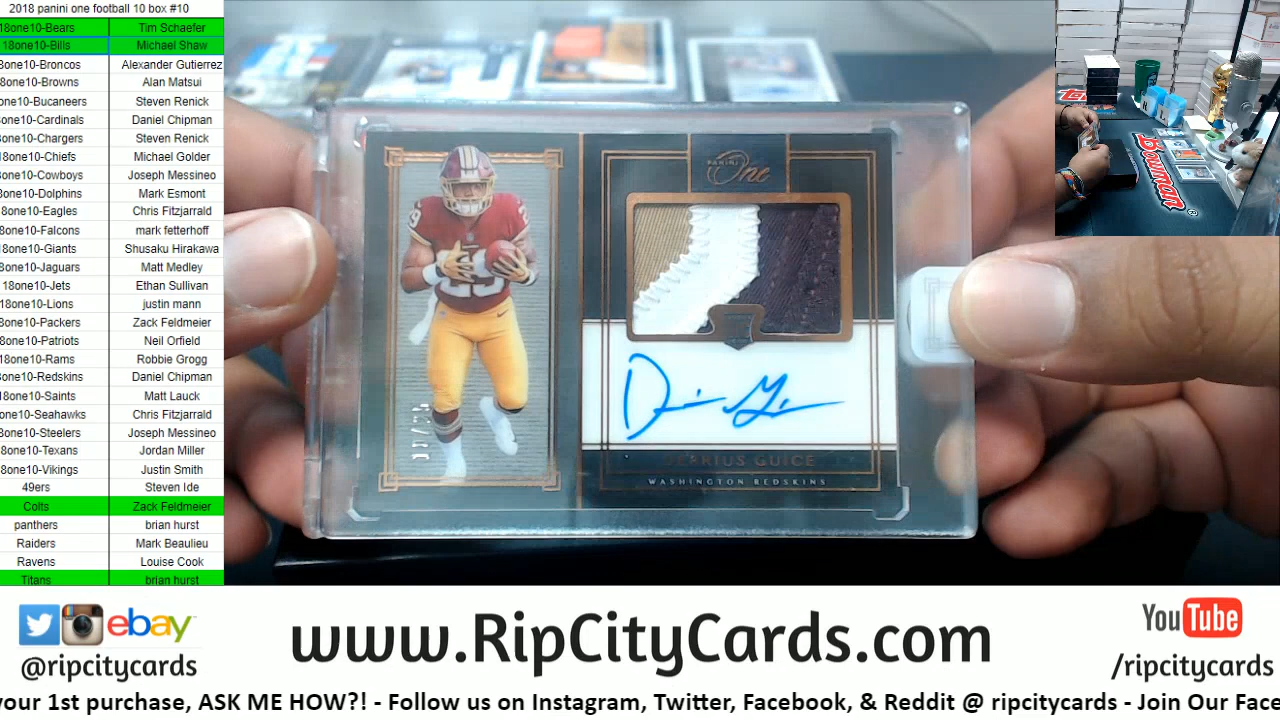 2018 panini one football 10 box #10
18one10-Bears Tim Schaefer
18one10-Bills Michael Shaw
8one10-Broncos Alexander Gutierrez
8one10-Browns Alan Matsui
one10-Bucaneers Steven Renick
8one10-Cardinals Daniel Chipman
one10-Chargers Steven Renick
18one10-Chiefs Michael Golder
one10-Cowboys Joseph Messineo
8one10-Dolphins Mark Esmont
18one10-Eagles Chris Fitzjarrald
8one10-Falcons mark fetterhoff
18one10-Giants Shusaku Hirakawa
8one10-Jaguars Matt Medley
18one10-Jets Ethan Sullivan
18one10-Lions justin mann
8one10-Packers Zack Feldmeier
8one10-Patriots Neil Orfield
18one10-Rams Robbie Grogg
one10-Redskins Daniel Chipman
18one10-Saints Matt Lauck
one10-Seahawks Chris Fitzjarrald
8one10-Steelers Joseph Messineo
8one10-Texans Jordan Miller
8one10-Vikings Justin Smith
49ers Steven Ide
Colts Zack Feldmeier
panthers brian hurst
Raiders Mark Beaulieu
Ravens Louise Cook
Titans brian hurst
PANINI
One
29
DERRIUS GUICE
WASHINGTON REDSKINS
Bowman
ebay
@ripcitycards
www.RipCityCards.com
YouTube
/ripcitycards
your 1st purchase, ASK ME HOW?! - Follow us on Instagram, Twitter, Facebook, & Reddit @ ripcitycards - Join Our Face